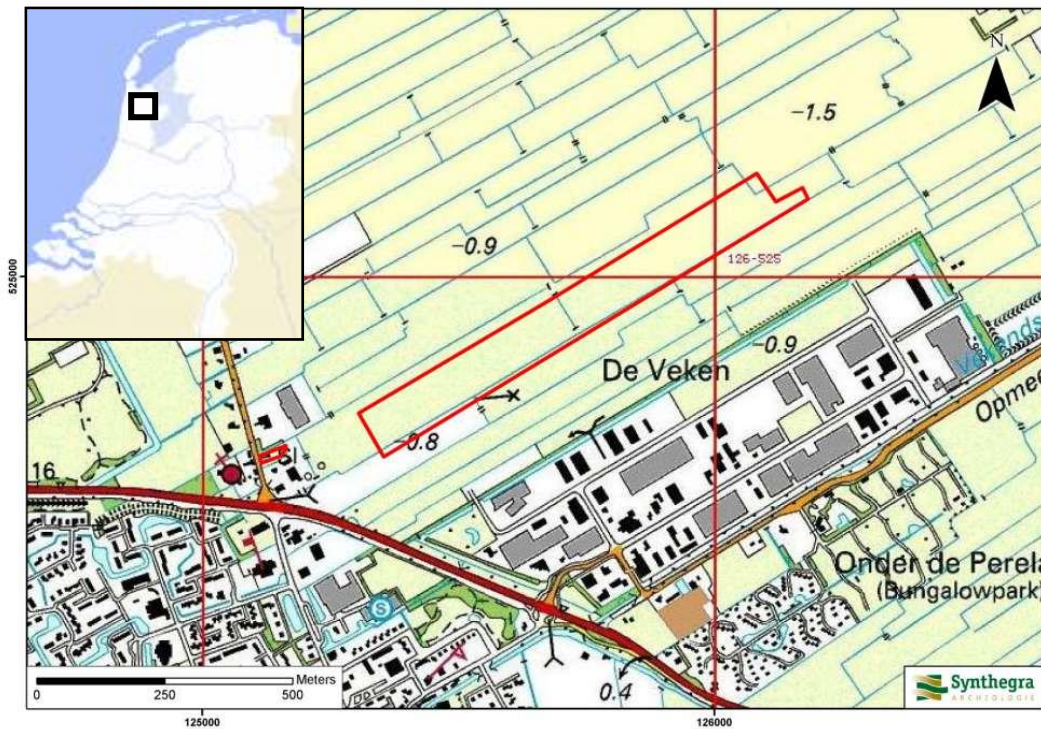 N
-1.5
-0.9
126-525
525000
-0.9
De Veken
-0.8
Opmee
16
Onder de Perela
(Bungalowpark)
S
Meters
0 250 500
0.4
Synthegra
ARCHEOLOGIE
125000 126000